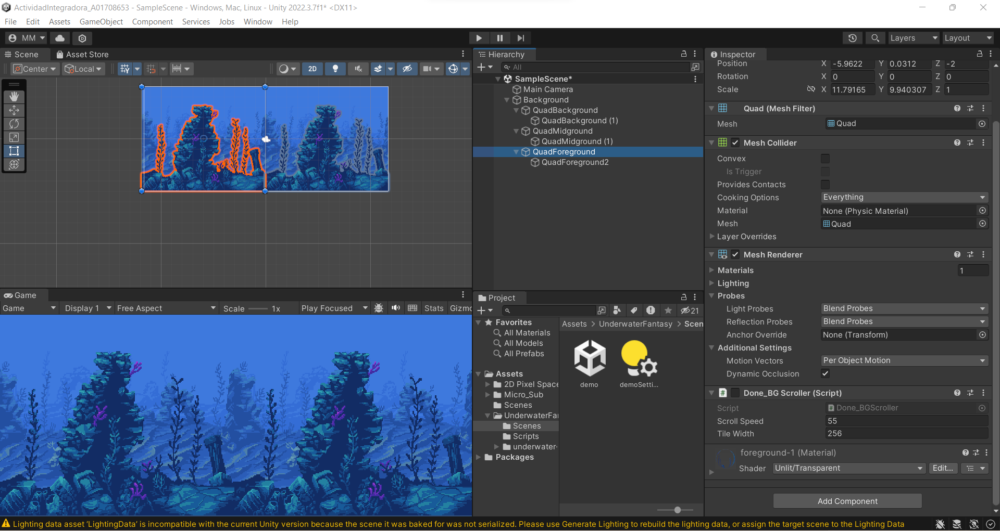 ActividadIntegradora_A01708653 - SampleScene - Windows, Mac, Linux - Unity 2022.3.7f1* <DX11>
File Edit Assets GameObject Component Services Jobs Window Help
MM
Layers
Layout
Scene
Asset Store
Center
Local
2D
Game
Game
Display 1
Free Aspect
Scale
1x
Play Focused
Stats
Gizmo
Hierarchy
All
SampleScene*
Main Camera
Background
QuadBackground
QuadBackground (1)
QuadMidground
QuadMidground (1)
QuadForeground
QuadForeground2
Project
21
Favorites
All Materials
All Models
All Prefabs
Assets
2D Pixel Space
Micro_Sub
Scenes
UnderwaterFa
Scenes
Scripts
underwater-
Packages
Assets > UnderwaterFantasy > Scen
demo
demoSetti...
Inspector
Position X -5.9622 Y 0.0312 Z -2
Rotation X 0 Y 0 Z 0
Scale X 11.79165 Y 9.940307 Z 1
Quad (Mesh Filter)
Mesh Quad
Mesh Collider
Convex
Is Trigger
Provides Contacts
Cooking Options Everything
Material None (Physic Material)
Mesh Quad
Layer Overrides
Mesh Renderer
Materials 1
Lighting
Probes
Light Probes Blend Probes
Reflection Probes Blend Probes
Anchor Override None (Transform)
Additional Settings
Motion Vectors Per Object Motion
Dynamic Occlusion
Done_BG Scroller (Script)
Script Done_BGScroller
Scroll Speed 55
Tile Width 256
foreground-1 (Material)
Shader Unlit/Transparent Edit...
Add Component
Lighting data asset 'LightingData' is incompatible with the current Unity version because the scene it was baked for was not serialized. Please use Generate Lighting to rebuild the lighting data, or assign the target scene to the Lighting Data